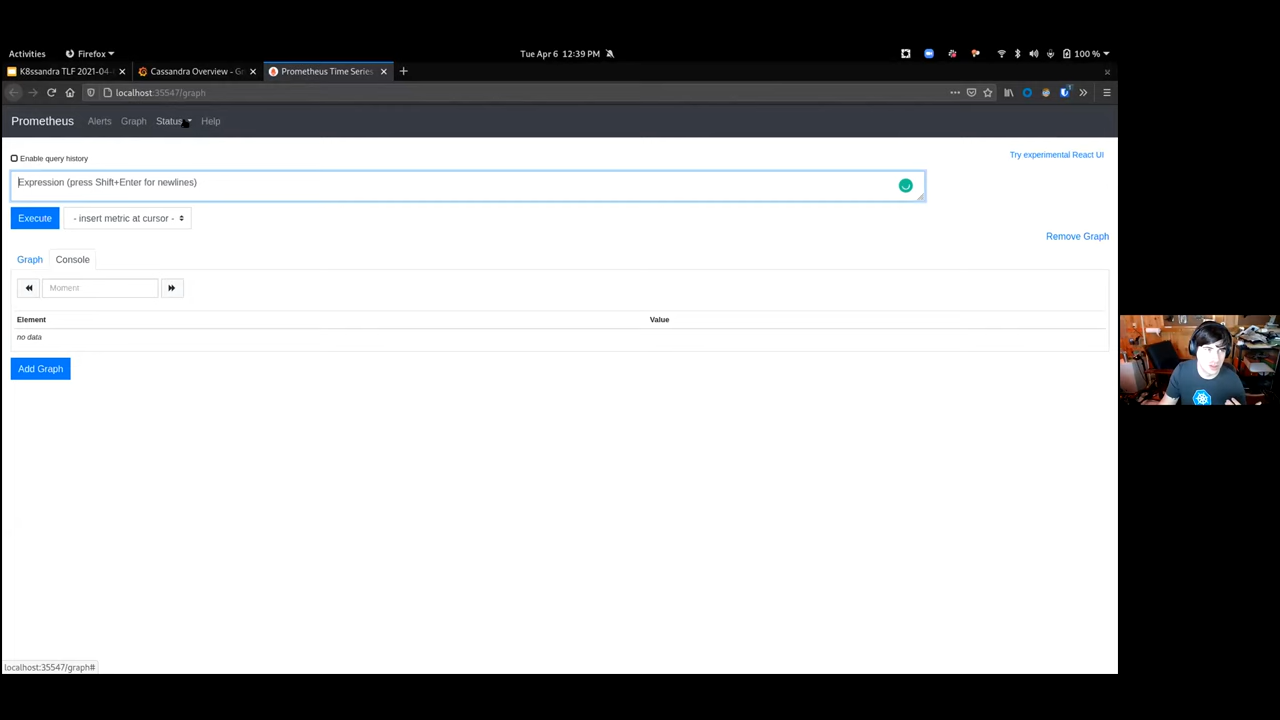 Activities Firefox Tue Apr 6 12:39 PM 100 %
K8ssandra TLF 2021-04- Cassandra Overview - G Prometheus Time Series
localhost:35547/graph
Prometheus Alerts Graph Status Help
Enable query history Try experimental React UI
Expression (press Shift+Enter for newlines)
Execute - insert metric at cursor -
Remove Graph
Graph Console
Moment
Element Value
no data
Add Graph
localhost:35547/graph#